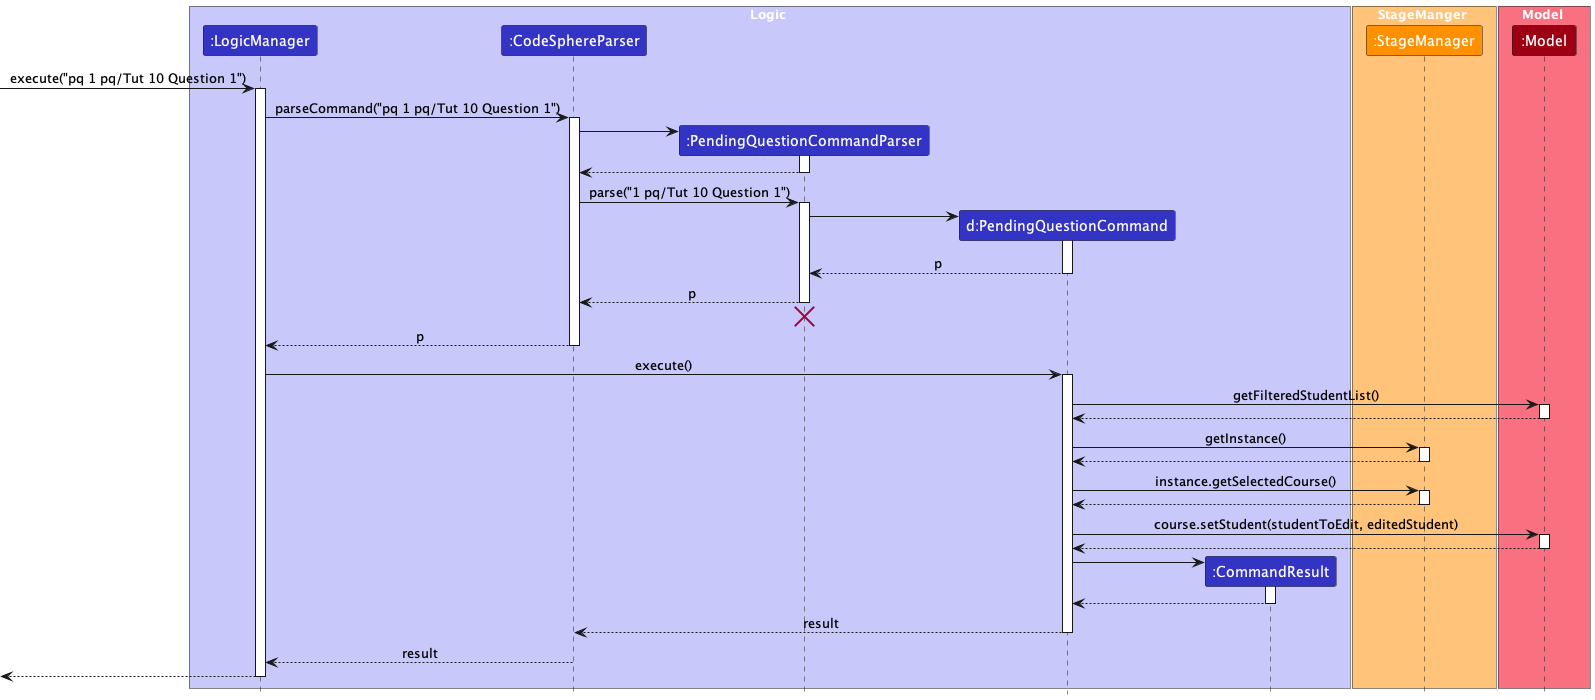 Logic
StageManger
Model
:LogicManager
:CodeSphereParser
:StageManager
:Model
execute("pq 1 pq/Tut 10 Question 1")
parseCommand("pq 1 pq/Tut 10 Question 1")
:PendingQuestionCommandParser
parse("1 pq/Tut 10 Question 1")
d:PendingQuestionCommand
p
p
p
execute()
getFilteredStudentList()
getInstance()
instance.getSelectedCourse()
course.setStudent(studentToEdit, editedStudent)
:CommandResult
result
result